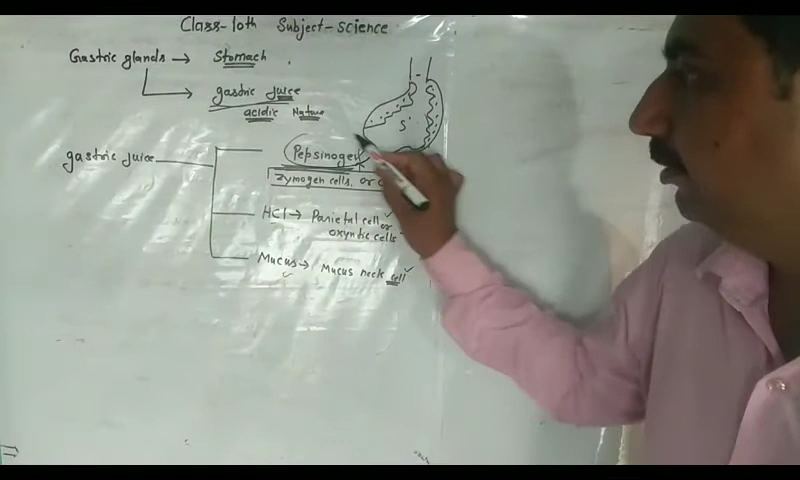 Class-10th Subject-science
Gastric glands → Stomach
gastric juice
acidic Nature
S
gastric juice
Pepsinogen
Zymogen cells. or
HCl → Parietal cell
or
oxyntic cells
Mucus → Mucus neck cell